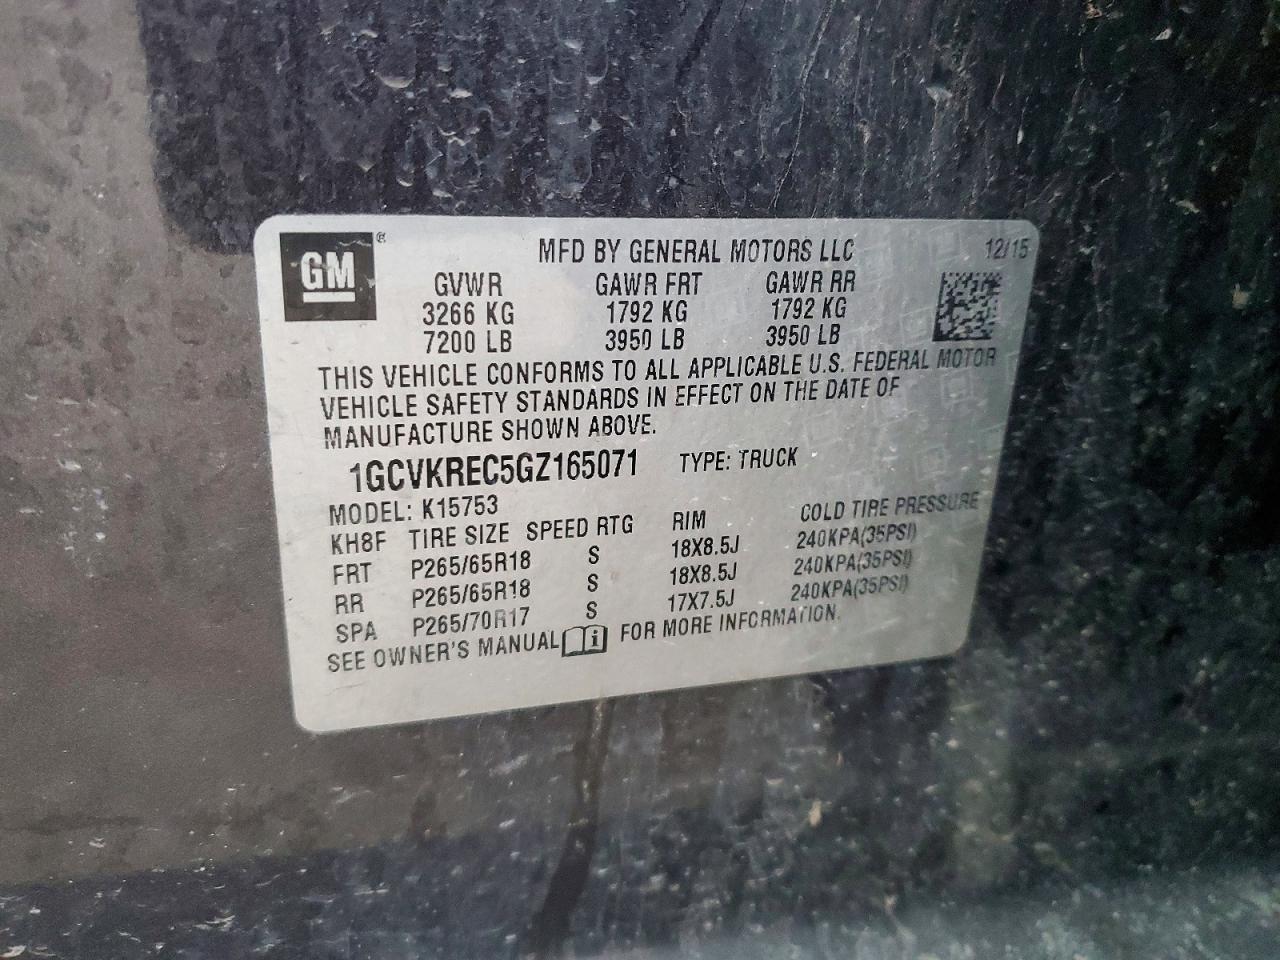 GM ® MFD BY GENERAL MOTORS LLC 12/15
GVWR GAWR FRT GAWR RR
3266 KG 1792 KG 1792 KG
7200 LB 3950 LB 3950 LB
THIS VEHICLE CONFORMS TO ALL APPLICABLE U.S. FEDERAL MOTOR
VEHICLE SAFETY STANDARDS IN EFFECT ON THE DATE OF
MANUFACTURE SHOWN ABOVE.
1GCVKREC5GZ165071 TYPE: TRUCK
MODEL: K15753
KH8F TIRE SIZE SPEED RTG RIM COLD TIRE PRESSURE
FRT P265/65R18 S 18X8.5J 240KPA(35PSI)
RR P265/65R18 S 18X8.5J 240KPA(35PSI)
SPA P265/70R17 S 17X7.5J 240KPA(35PSI)
SEE OWNER'S MANUAL i FOR MORE INFORMATION.